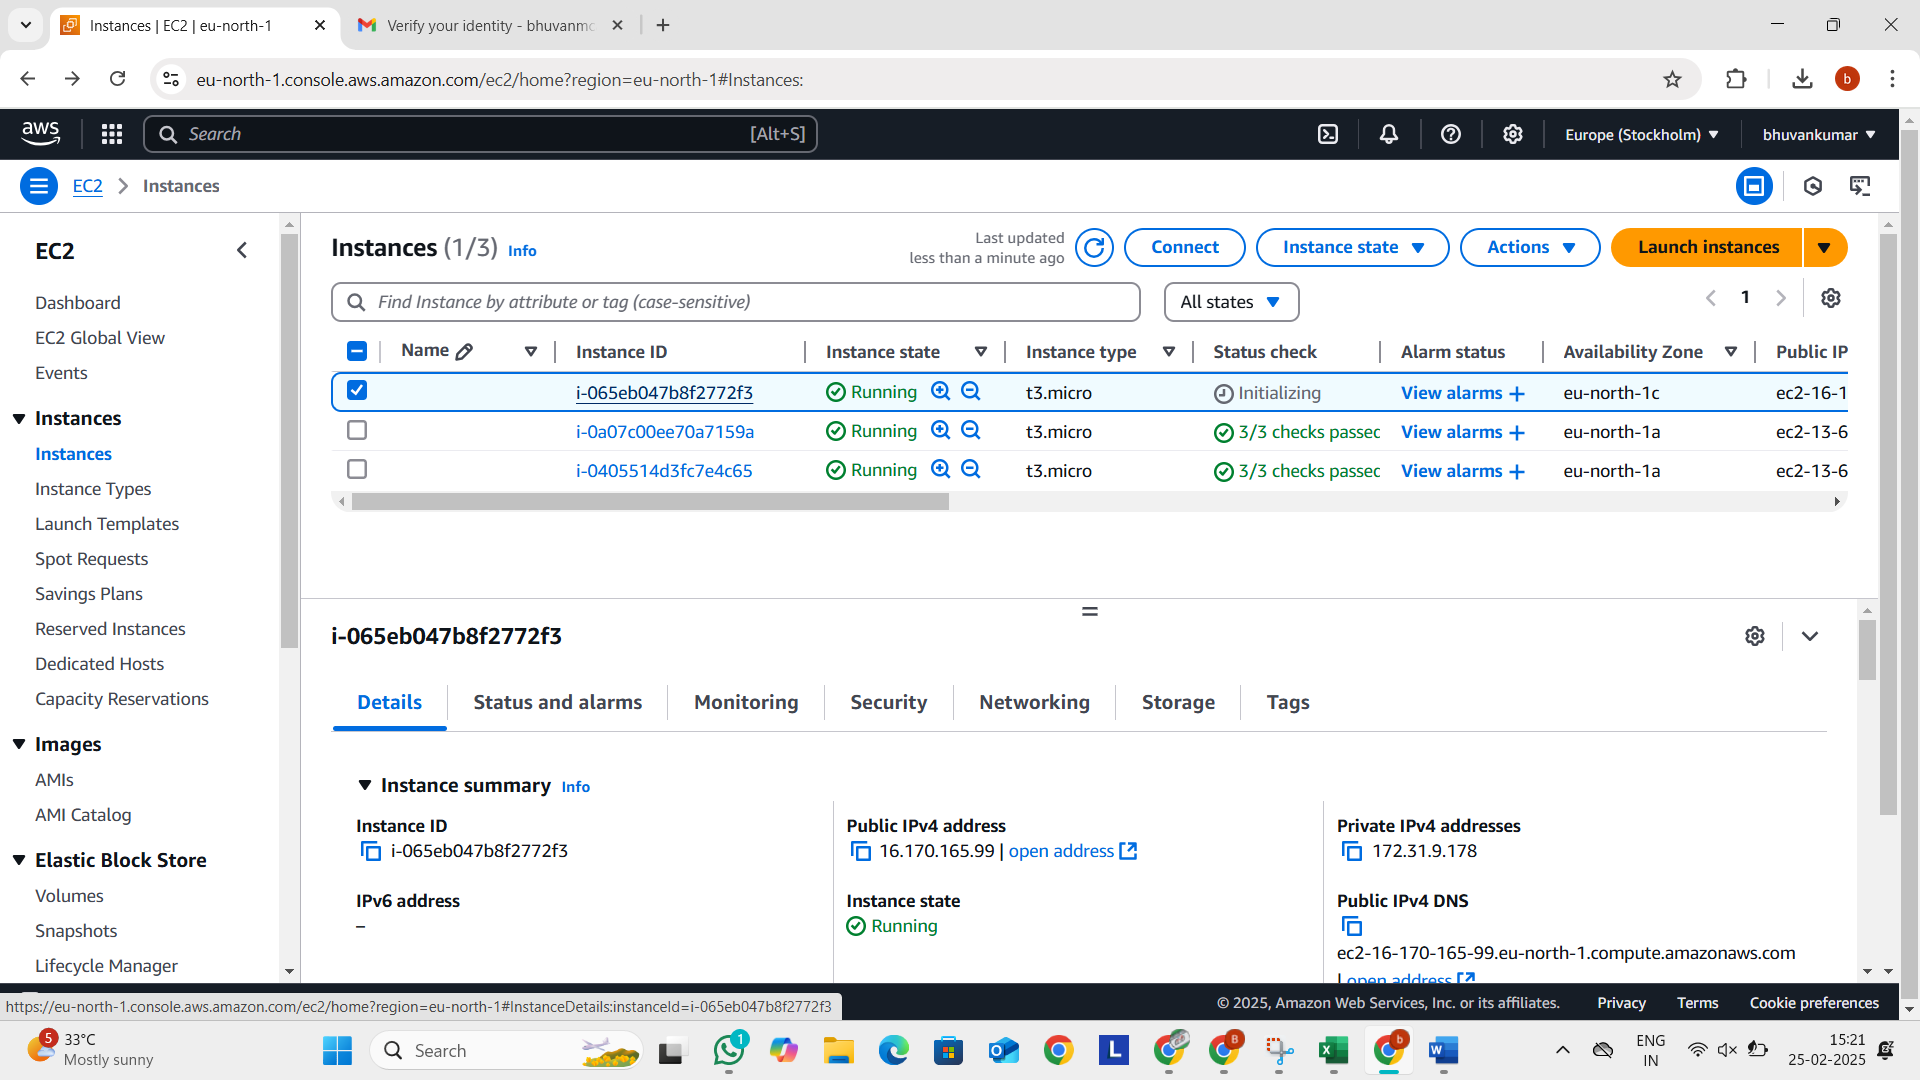 Instances | EC2 | eu-north-1
Verify your identity - bhuvanmc
eu-north-1.console.aws.amazon.com/ec2/home?region=eu-north-1#Instances:
b
aws
Search
[Alt+S]
Europe (Stockholm)
bhuvankumar
EC2
Instances
EC2
Dashboard
EC2 Global View
Events
Instances
Instances
Instance Types
Launch Templates
Spot Requests
Savings Plans
Reserved Instances
Dedicated Hosts
Capacity Reservations
Images
AMIs
AMI Catalog
Elastic Block Store
Volumes
Snapshots
Lifecycle Manager
Instances (1/3) Info
Last updated
less than a minute ago
Connect
Instance state
Actions
Launch instances
Find Instance by attribute or tag (case-sensitive)
All states
1
Name Instance ID Instance state Instance type Status check Alarm status Availability Zone Public IP
i-065eb047b8f2772f3 Running t3.micro Initializing View alarms + eu-north-1c ec2-16-1
i-0a07c00ee70a7159a Running t3.micro 3/3 checks passed View alarms + eu-north-1a ec2-13-6
i-0405514d3fc7e4c65 Running t3.micro 3/3 checks passed View alarms + eu-north-1a ec2-13-6
i-065eb047b8f2772f3
Details
Status and alarms
Monitoring
Security
Networking
Storage
Tags
Instance summary Info
Instance ID
i-065eb047b8f2772f3
Public IPv4 address
16.170.165.99 | open address
Private IPv4 addresses
172.31.9.178
IPv6 address
–
Instance state
Running
Public IPv4 DNS
ec2-16-170-165-99.eu-north-1.compute.amazonaws.com
| open address
https://eu-north-1.console.aws.amazon.com/ec2/home?region=eu-north-1#InstanceDetails:instanceId=i-065eb047b8f2772f3
© 2025, Amazon Web Services, Inc. or its affiliates.
Privacy
Terms
Cookie preferences
5
33°C
Mostly sunny
Search
1
L
B
X
b
W
ENG
IN
15:21
25-02-2025